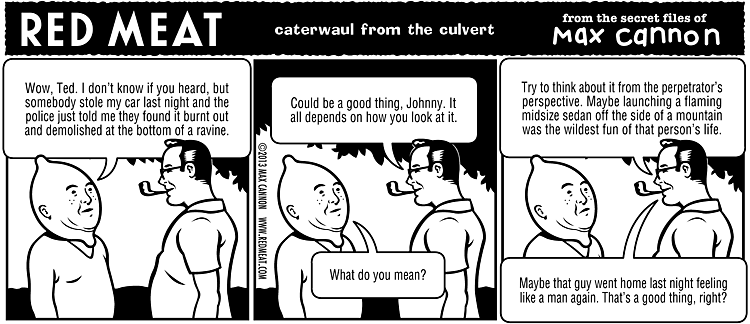 RED MEAT
caterwaul from the culvert
from the secret files of
Max cannon
Wow, Ted. I don't know if you heard, but
somebody stole my car last night and the
police just told me they found it burnt out
and demolished at the bottom of a ravine.
©2013 MAX CANNON WWW.REDMEAT.COM
Could be a good thing, Johnny. It
all depends on how you look at it.
What do you mean?
Try to think about it from the perpetrator's
perspective. Maybe launching a flaming
midsize sedan off the side of a mountain
was the wildest fun of that person's life.
Maybe that guy went home last night feeling
like a man again. That's a good thing, right?